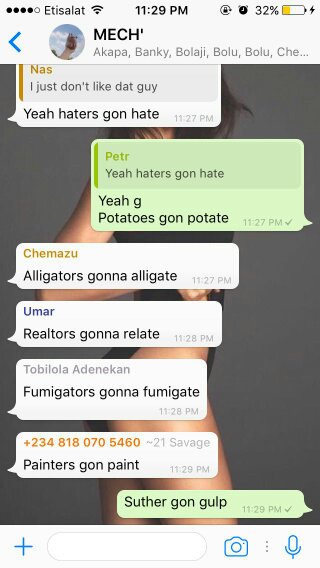 Etisalat 11:29 PM 32%
MECH'
Akapa, Banky, Bolaji, Bolu, Bolu, Che...
Nas
I just don't like dat guy
Yeah haters gon hate
11:27 PM
Petr
Yeah haters gon hate
Yeah g
Potatoes gon potate
11:27 PM
Chemazu
Alligators gonna alligate
11:27 PM
Umar
Realtors gonna relate
11:28 PM
Tobilola Adenekan
Fumigators gonna fumigate
11:28 PM
+234 818 070 5460 ~21 Savage
Painters gon paint
11:29 PM
Suther gon gulp
11:29 PM